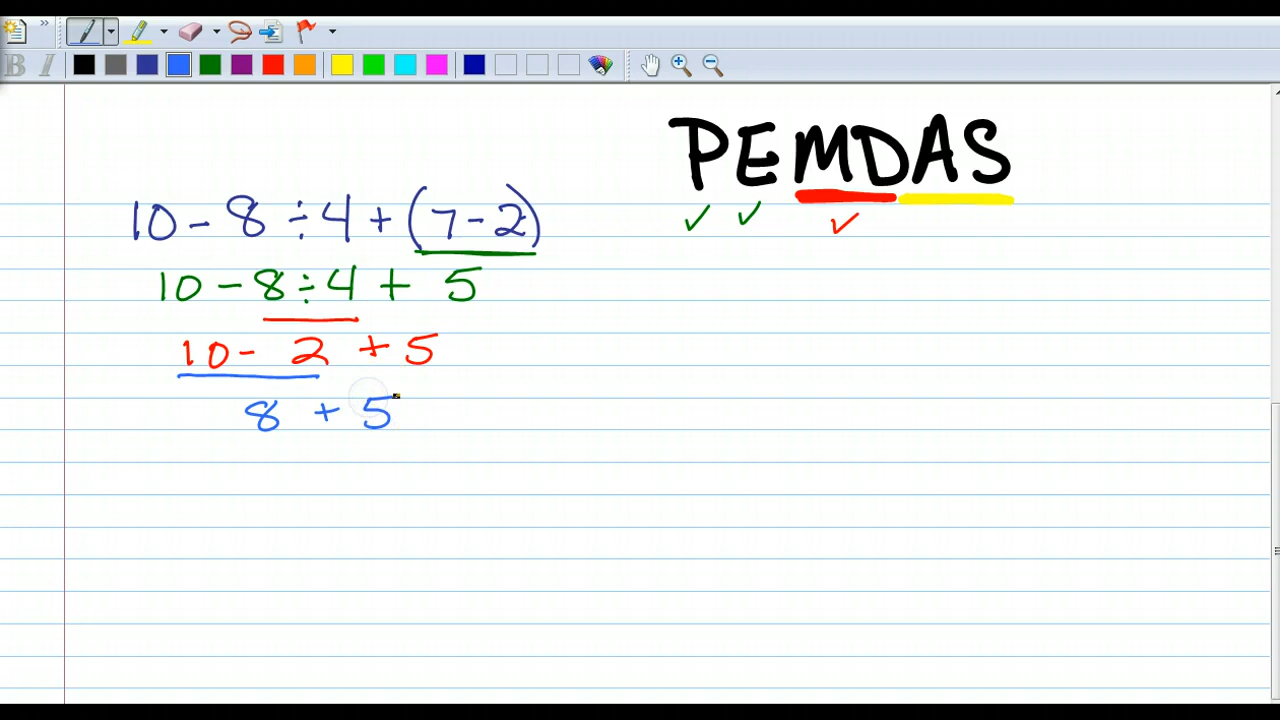 B I
PEMDAS
✓ ✓ ✓
10 - 8 ÷ 4 + (7 - 2)
10 - 8 ÷ 4 + 5
10 - 2 + 5
8 + 5